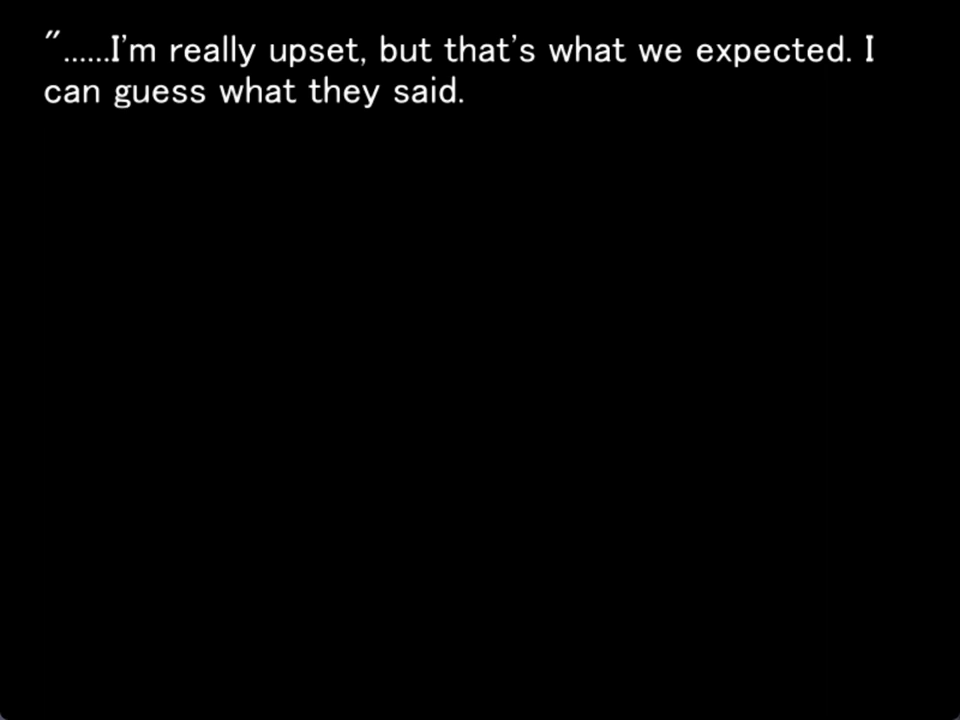 "......I'm really upset, but that's what we expected. I
can guess what they said.